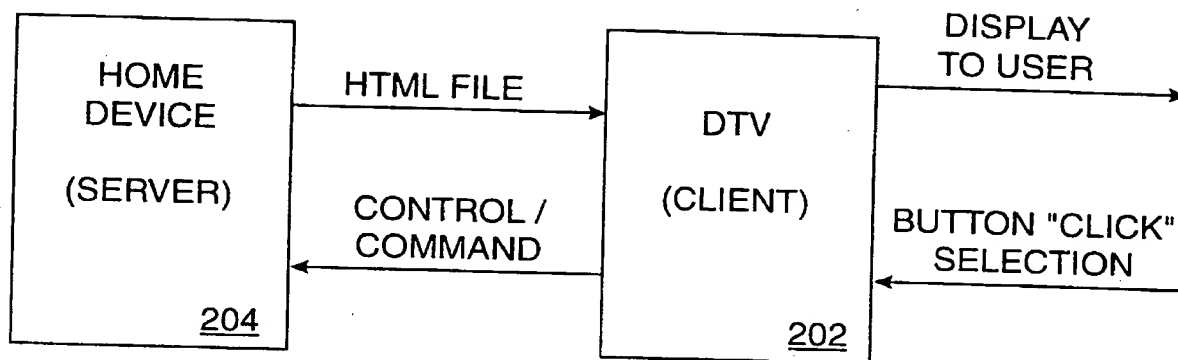 HOME
DEVICE
(SERVER)
204
HTML FILE
CONTROL /
COMMAND
DTV
(CLIENT)
202
DISPLAY
TO USER
BUTTON "CLICK"
SELECTION